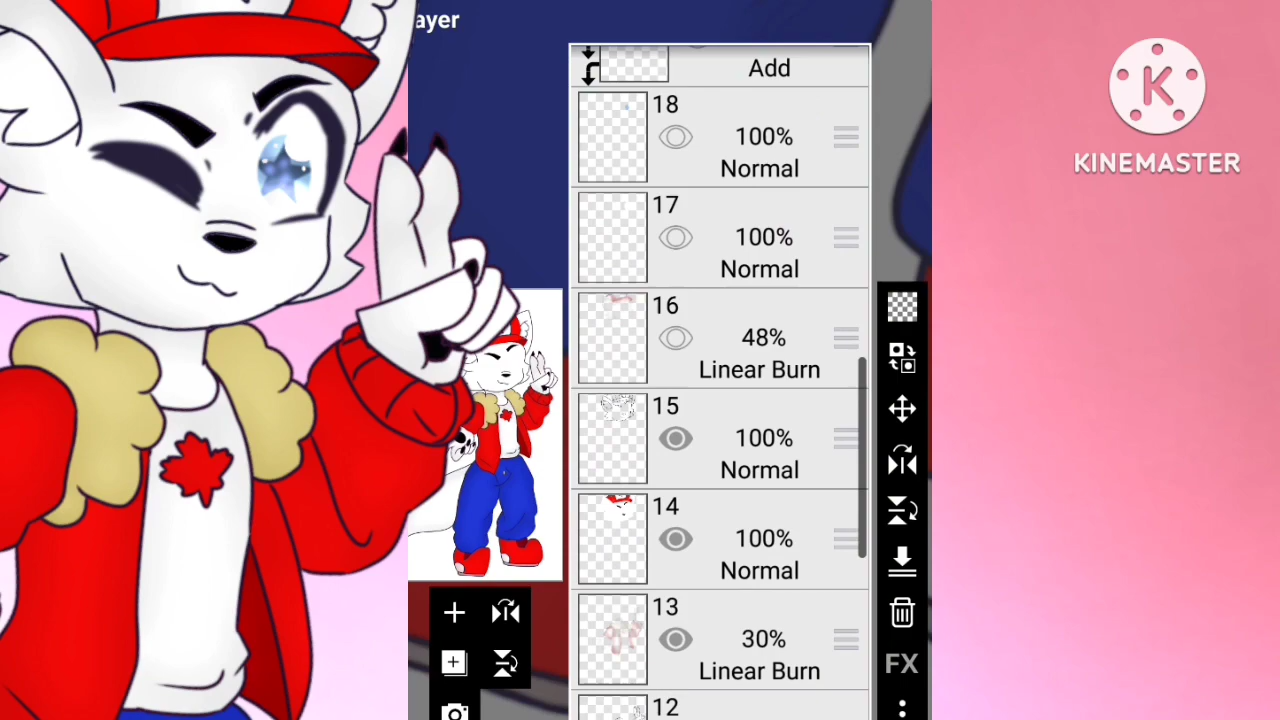 ayer
Add
18
100%
Normal
17
100%
Normal
16
48%
Linear Burn
15
100%
Normal
14
100%
Normal
13
30%
Linear Burn
12
FX
K
KINEMASTER